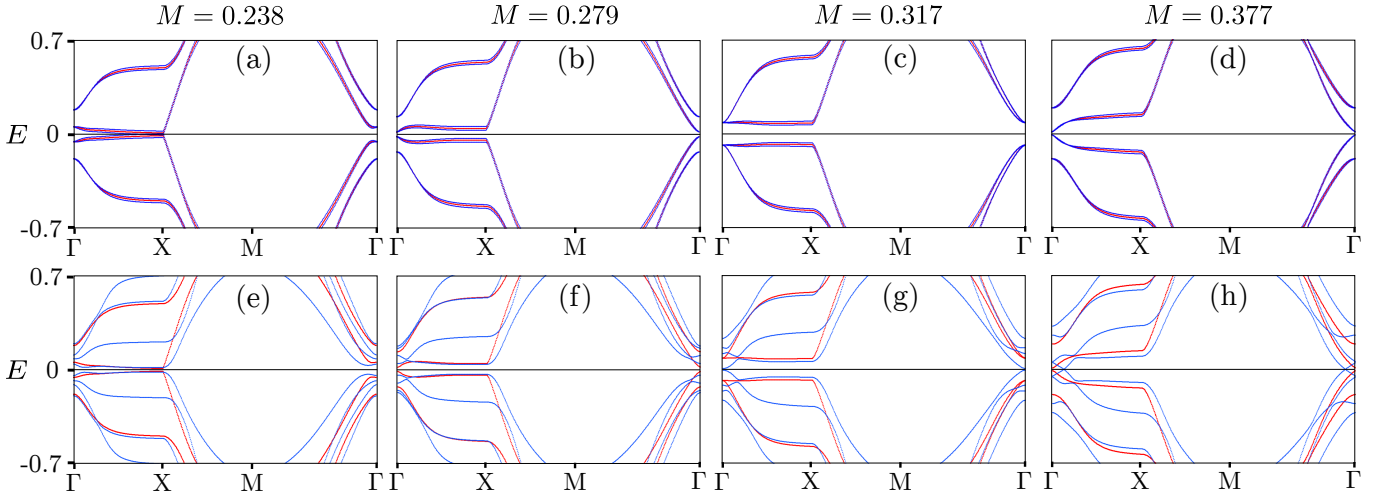 M = 0.238 M = 0.279 M = 0.317 M = 0.377
0.7 (a) (b) (c) (d)
E 0
-0.7
Γ X M Γ Γ X M Γ Γ X M Γ Γ X M Γ
0.7 (e) (f) (g) (h)
E 0
-0.7
Γ X M Γ Γ X M Γ Γ X M Γ Γ X M Γ